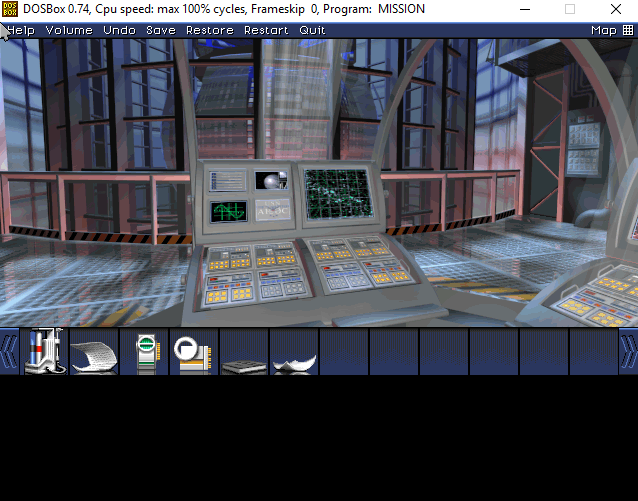 DOSBox 0.74, Cpu speed: max 100% cycles, Frameskip 0, Program: MISSION
Help Volume Undo Save Restore Restart Quit Map